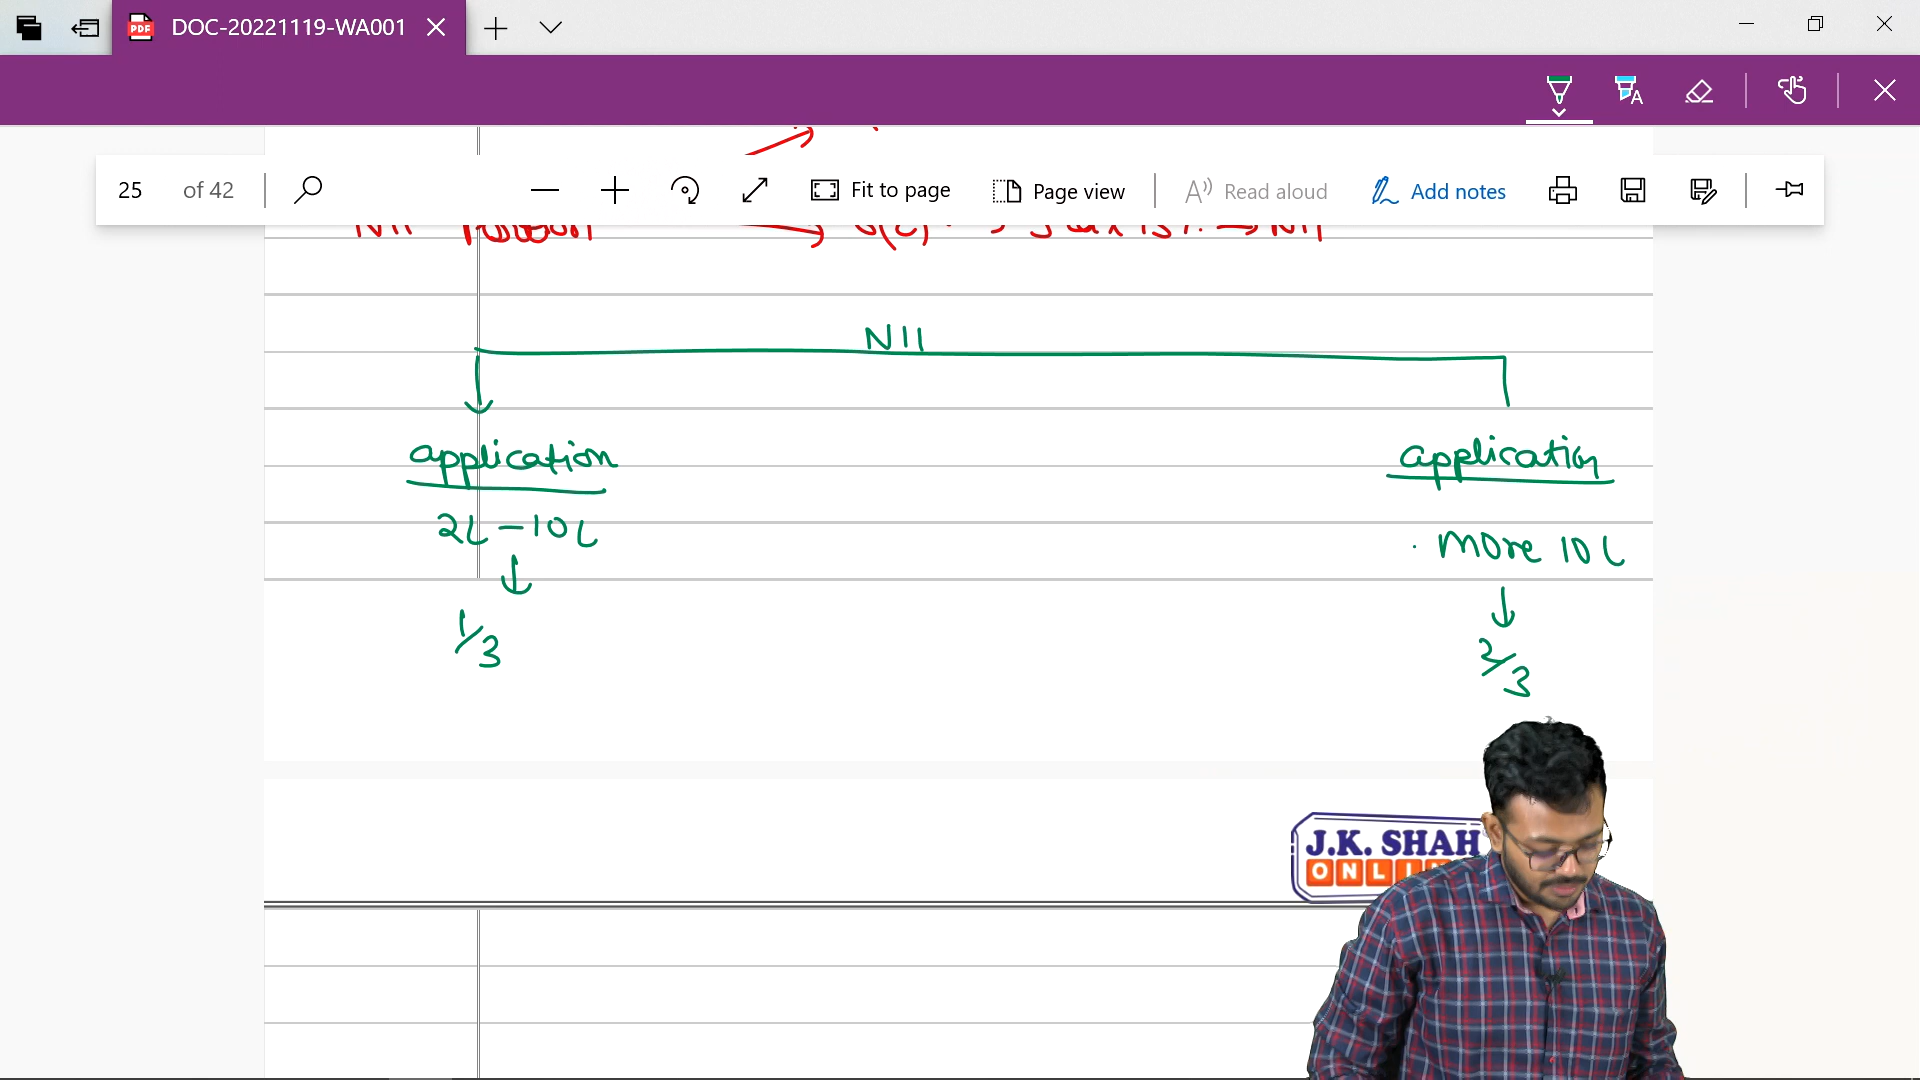 DOC-20221119-WA001
25 of 42
Fit to page
Page view
Read aloud
Add notes
NII
NII
application
application
2L - 10L
. more 10L
1/3
2/3
J.K. SHAH